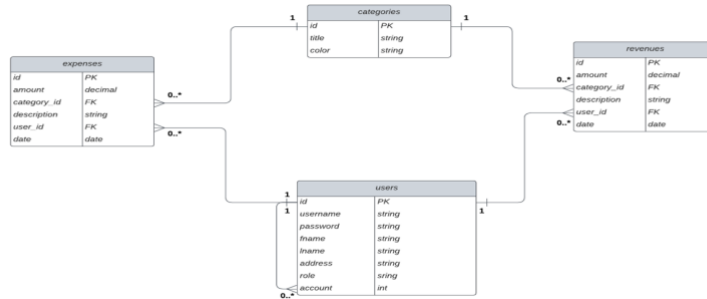 categories
1
1
id PK
title string
color string
expenses
id PK
amount decimal
category_id FK
description string
user_id FK
date date
0..*
0..*
revenues
id PK
amount decimal
category_id FK
description string
user_id FK
date date
0..*
0..*
users
1
1
1
id PK
username string
password string
fname string
lname string
address string
role sring
account int
0..*